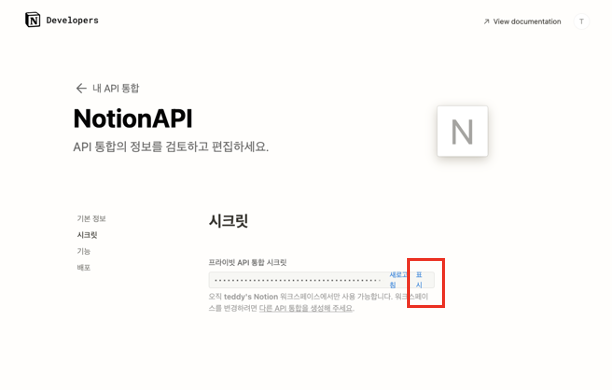 N Developers
↗ View documentation
T
← 내 API 통합
NotionAPI
API 통합의 정보를 검토하고 편집하세요.
N
기본 정보
시크릿
기능
배포
시크릿
프라이빗 API 통합 시크릿
••••••••••••••••••••••••••••••••••••••••••
새로고
침
표
시
오직 teddy's Notion 워크스페이스에서만 사용 가능합니다. 워크스페이
스를 변경하려면 다른 API 통합을 생성해 주세요.